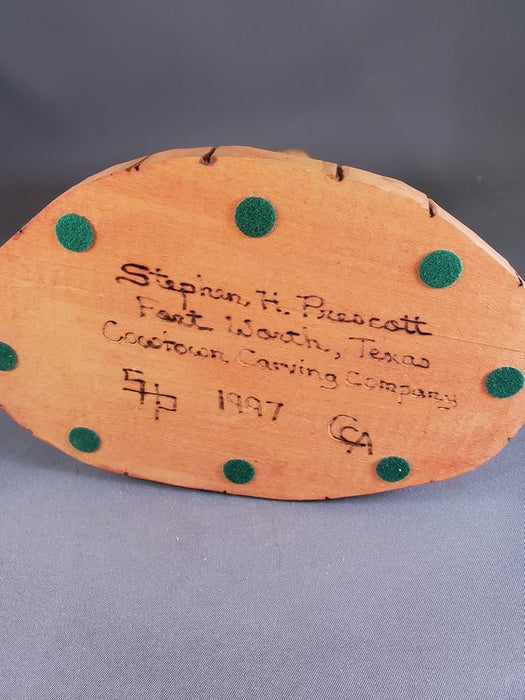 Stephen H. Prescott
Fort Worth, Texas
Cowtown Carving Company
SHP 1997 CCA